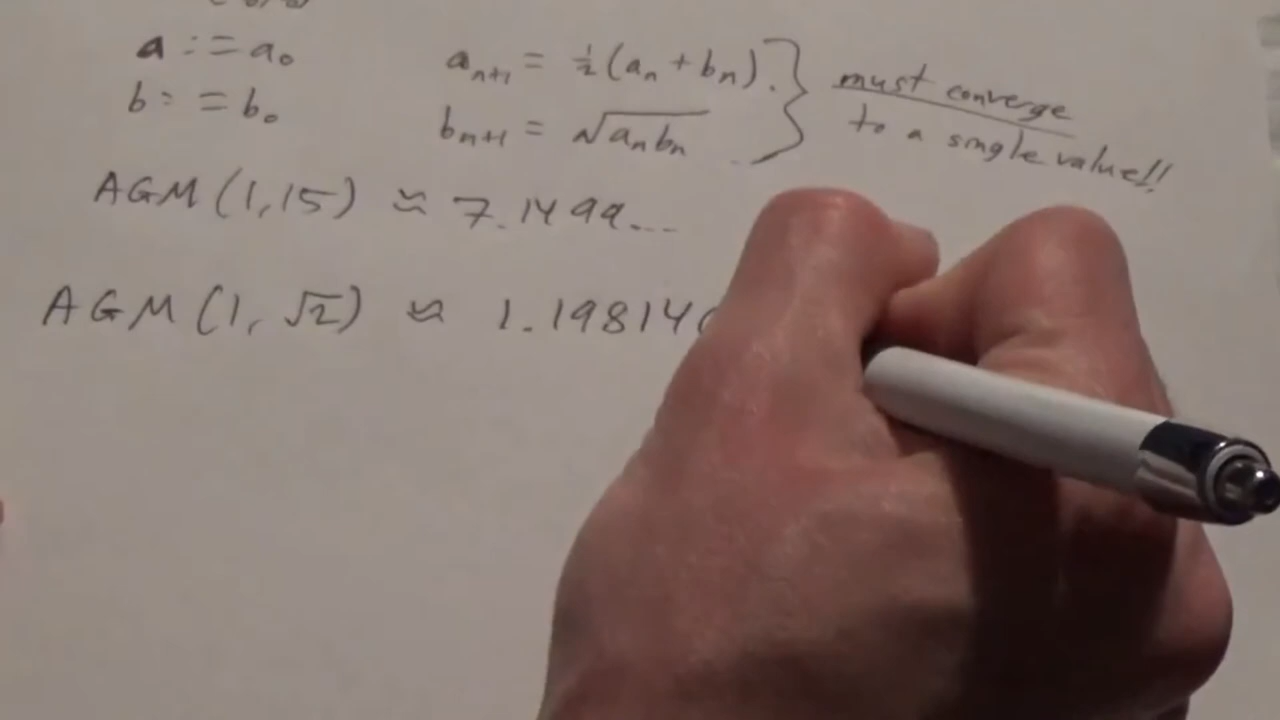 a := a₀
b := b₀
aₙ₊₁ = ½(aₙ + bₙ).
bₙ₊₁ = √aₙbₙ
must converge
to a single value!!
AGM(1,15) ≈ 7.1499...
AGM(1, √2) ≈ 1.19814